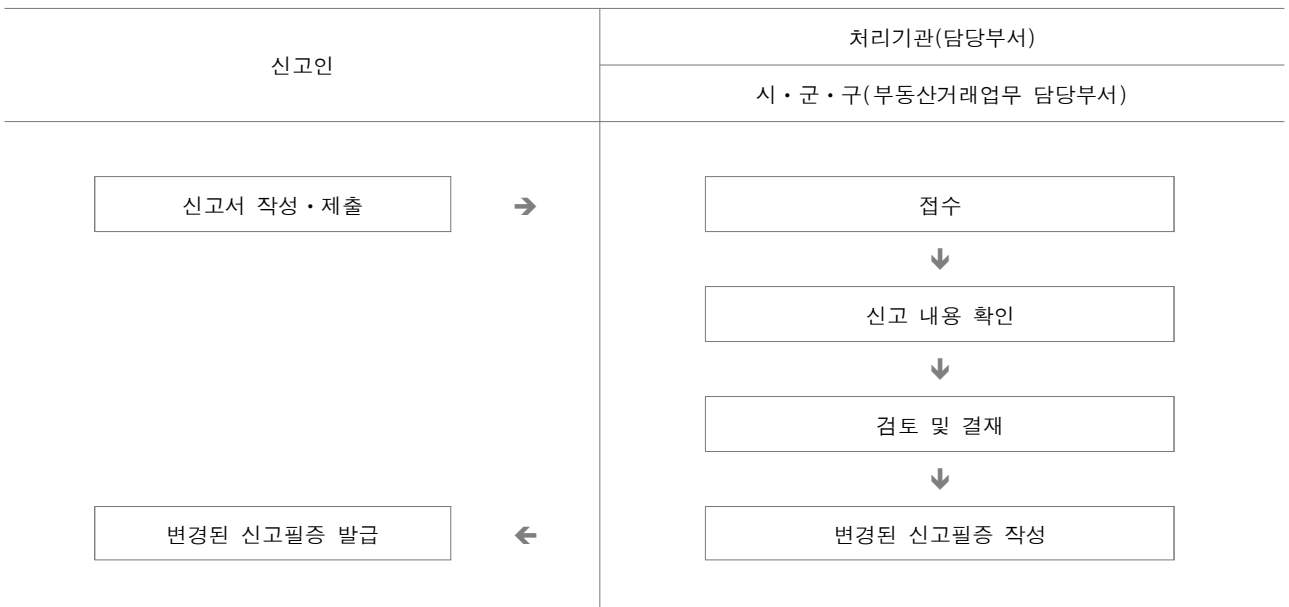 신고인
처리기관(담당부서)
시・군・구(부동산거래업무 담당부서)
신고서 작성・제출
➔
접수
🡻
신고 내용 확인
🡻
검토 및 결재
🡻
변경된 신고필증 발급
🡸
변경된 신고필증 작성